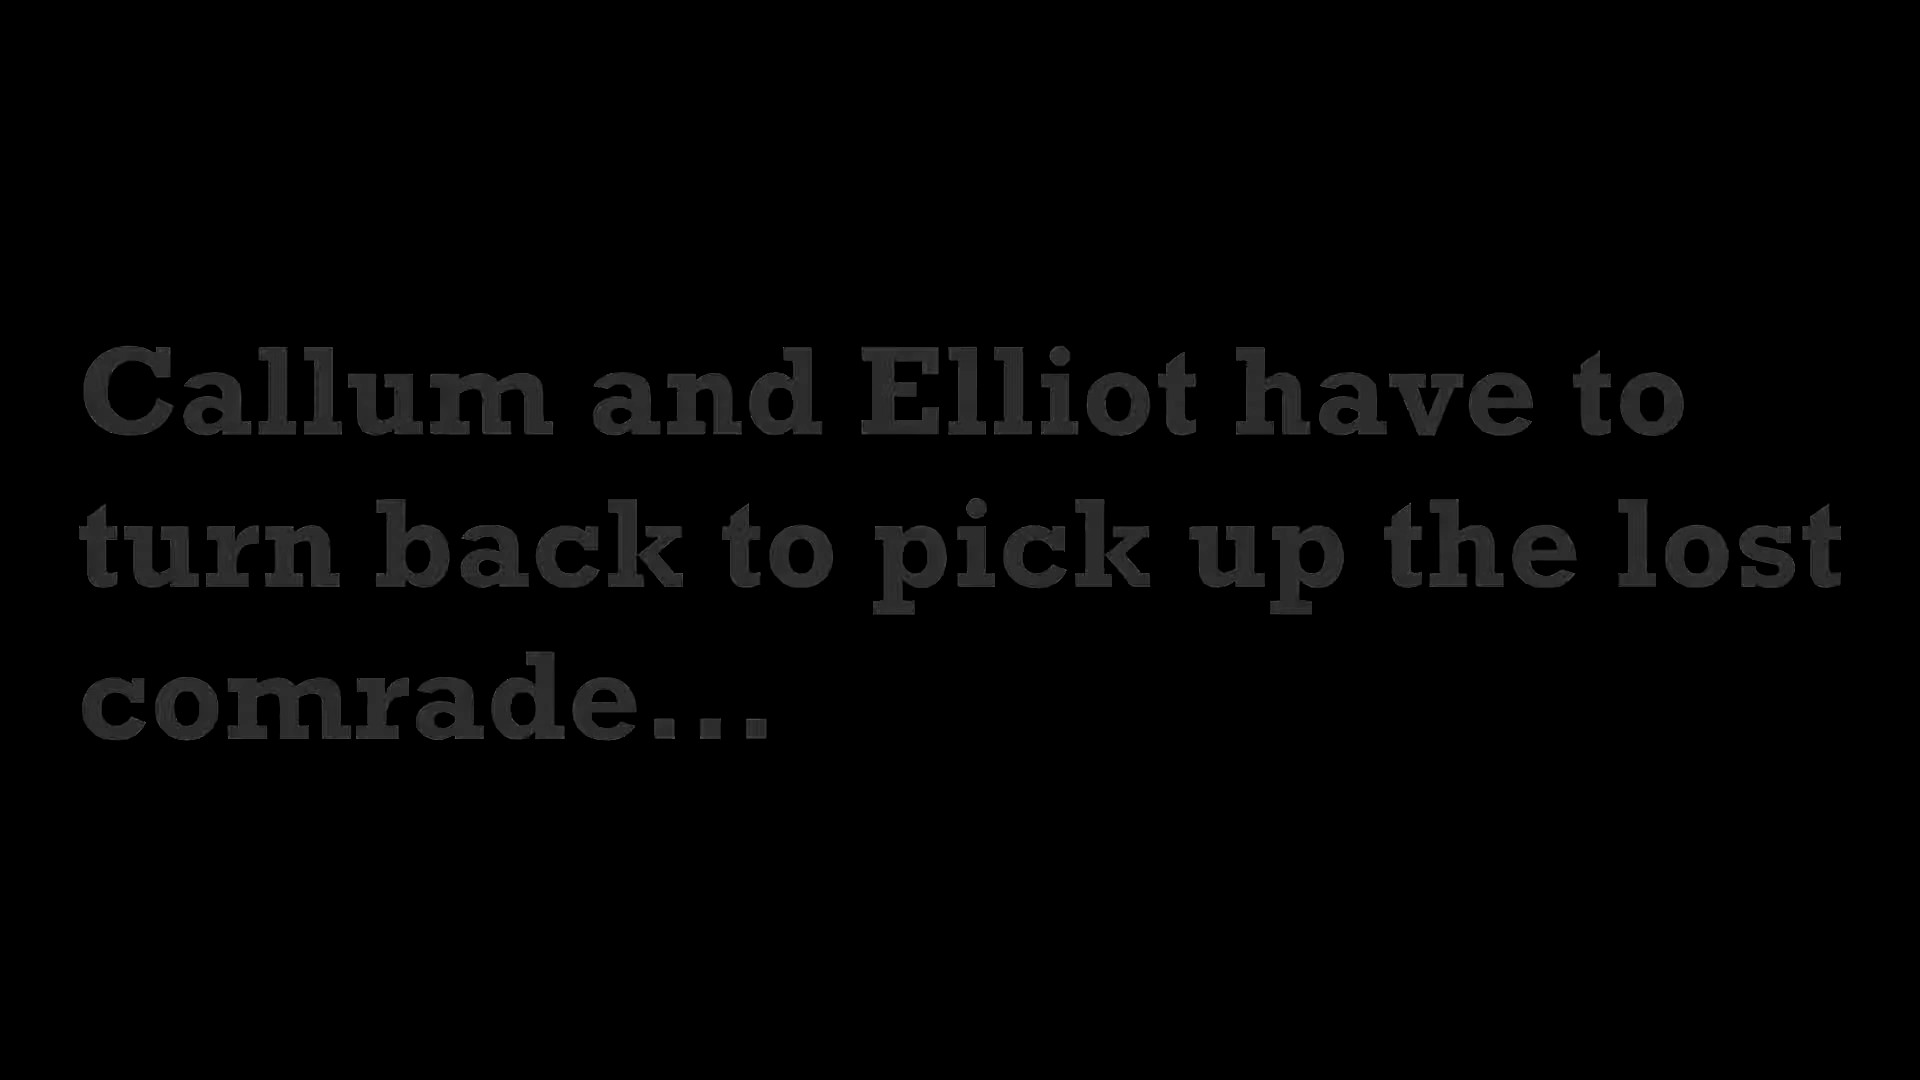 Callum and Elliot have to
turn back to pick up the lost
comrade...